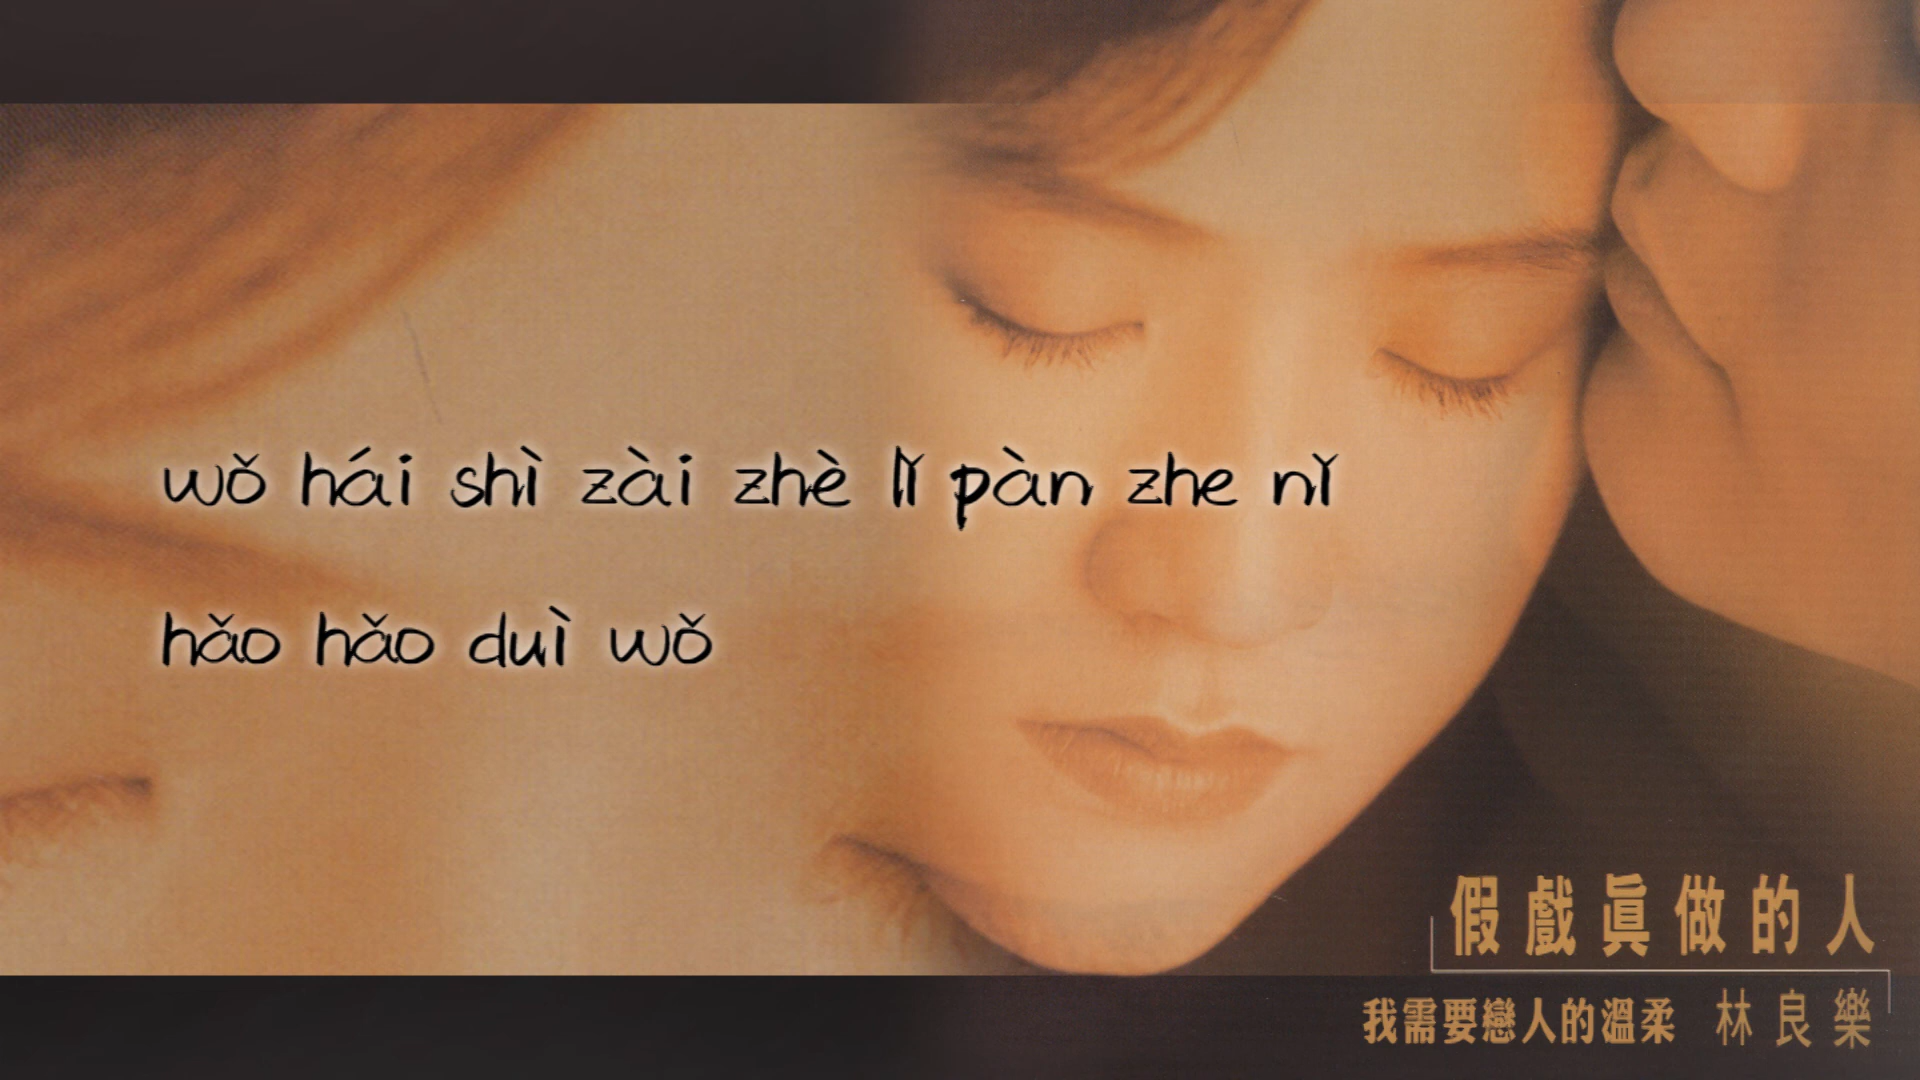 wǒ hái shì zài zhè lǐ pàn zhe nǐ
hǎo hǎo duì wǒ
假戲眞做的人
我需要戀人的溫柔 林良樂